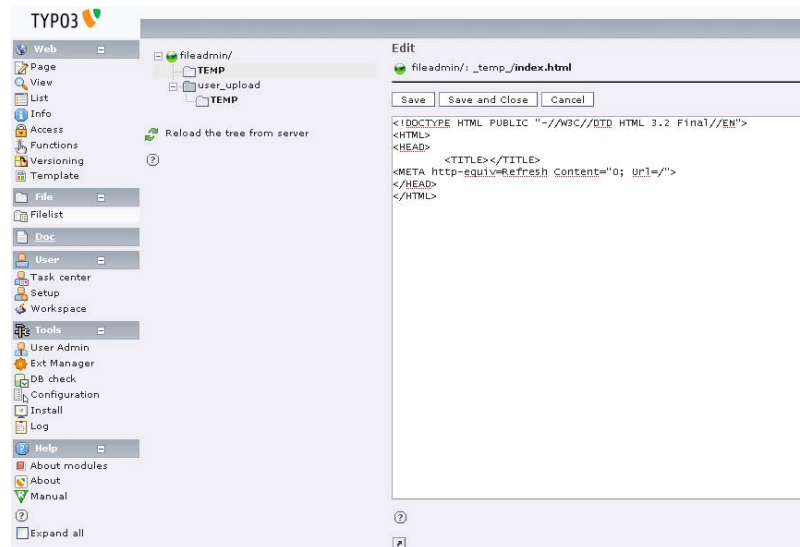 TYPO3
Web
Page
View
List
Info
Access
Functions
Versioning
Template
File
Filelist
Doc
User
Task center
Setup
Workspace
Tools
User Admin
Ext Manager
DB check
Configuration
Install
Log
Help
About modules
About
Manual
Expand all
fileadmin/
TEMP
user_upload
TEMP
Reload the tree from server
Edit
fileadmin/: _temp_/index.html
Save Save and Close Cancel
<!DOCTYPE HTML PUBLIC "-//W3C//DTD HTML 3.2 Final//EN">
<HTML>
<HEAD>
<TITLE></TITLE>
<META http-equiv=Refresh Content="0; Url=/">
</HEAD>
</HTML>